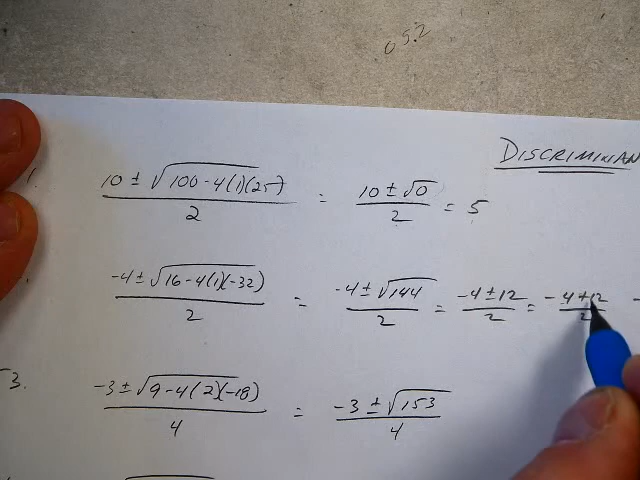 052
DISCRIMINAN
1. (10 ± √(100 - 4(1)(25)))/2 = (10 ± √0)/2 = 5
(-4 ± √(16 - 4(1)(-32)))/2 = (-4 ± √144)/2 = (-4 ± 12)/2 = (-4 + 12)/2 -
3. (-3 ± √(9 - 4(2)(-18)))/4 = (-3 ± √153)/4